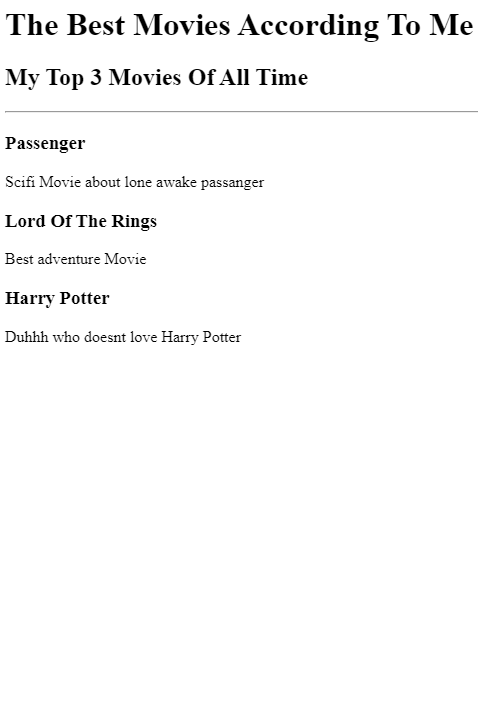 The Best Movies According To Me
My Top 3 Movies Of All Time
Passenger
Scifi Movie about lone awake passanger
Lord Of The Rings
Best adventure Movie
Harry Potter
Duhhh who doesnt love Harry Potter